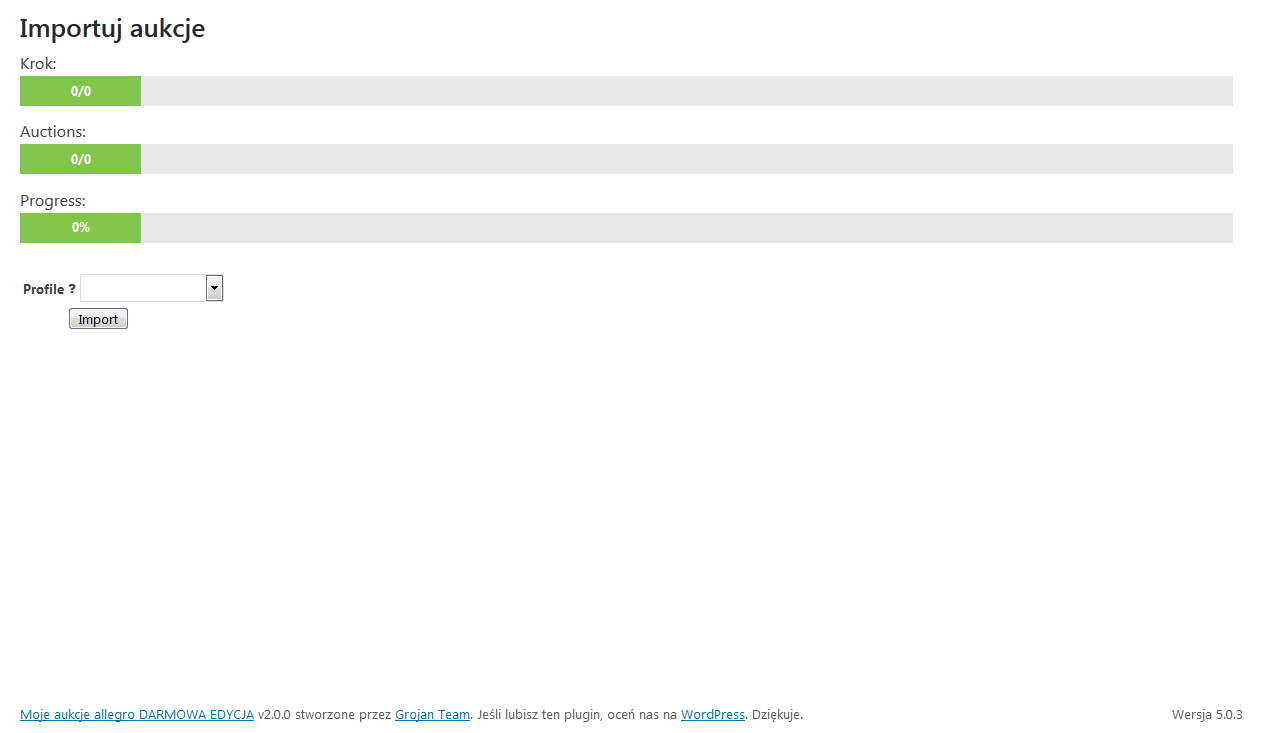 Importuj aukcje
Krok:
0/0
Auctions:
0/0
Progress:
0%
Profile ?
Import
Moje aukcje allegro DARMOWA EDYCJA v2.0.0 stworzone przez Grojan Team. Jeśli lubisz ten plugin, oceń nas na WordPress. Dziękuje. Wersja 5.0.3